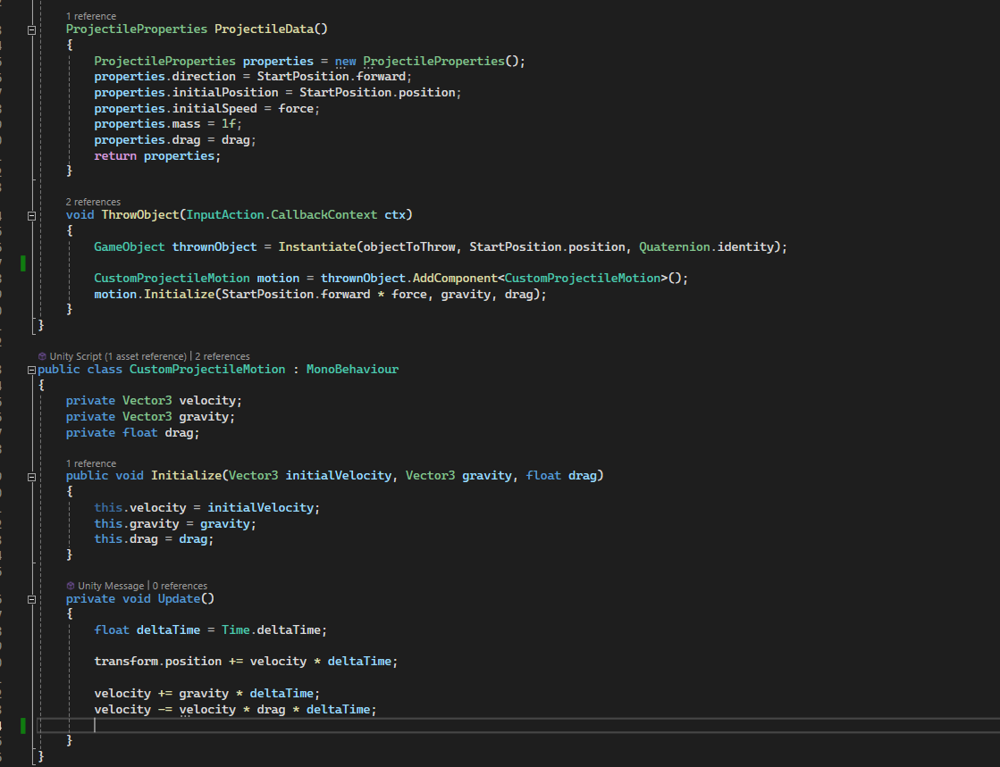 1 reference
ProjectileProperties ProjectileData()
{
ProjectileProperties properties = new ProjectileProperties();
properties.direction = StartPosition.forward;
properties.initialPosition = StartPosition.position;
properties.initialSpeed = force;
properties.mass = 1f;
properties.drag = drag;
return properties;
}
2 references
void ThrowObject(InputAction.CallbackContext ctx)
{
GameObject thrownObject = Instantiate(objectToThrow, StartPosition.position, Quaternion.identity);
CustomProjectileMotion motion = thrownObject.AddComponent<CustomProjectileMotion>();
motion.Initialize(StartPosition.forward * force, gravity, drag);
}
}
Unity Script (1 asset reference) | 2 references
public class CustomProjectileMotion : MonoBehaviour
{
private Vector3 velocity;
private Vector3 gravity;
private float drag;
1 reference
public void Initialize(Vector3 initialVelocity, Vector3 gravity, float drag)
{
this.velocity = initialVelocity;
this.gravity = gravity;
this.drag = drag;
}
Unity Message | 0 references
private void Update()
{
float deltaTime = Time.deltaTime;
transform.position += velocity * deltaTime;
velocity += gravity * deltaTime;
velocity -= velocity * drag * deltaTime;
}
}